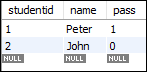 studentid name pass
1 Peter 1
2 John 0
NULL NULL NULL